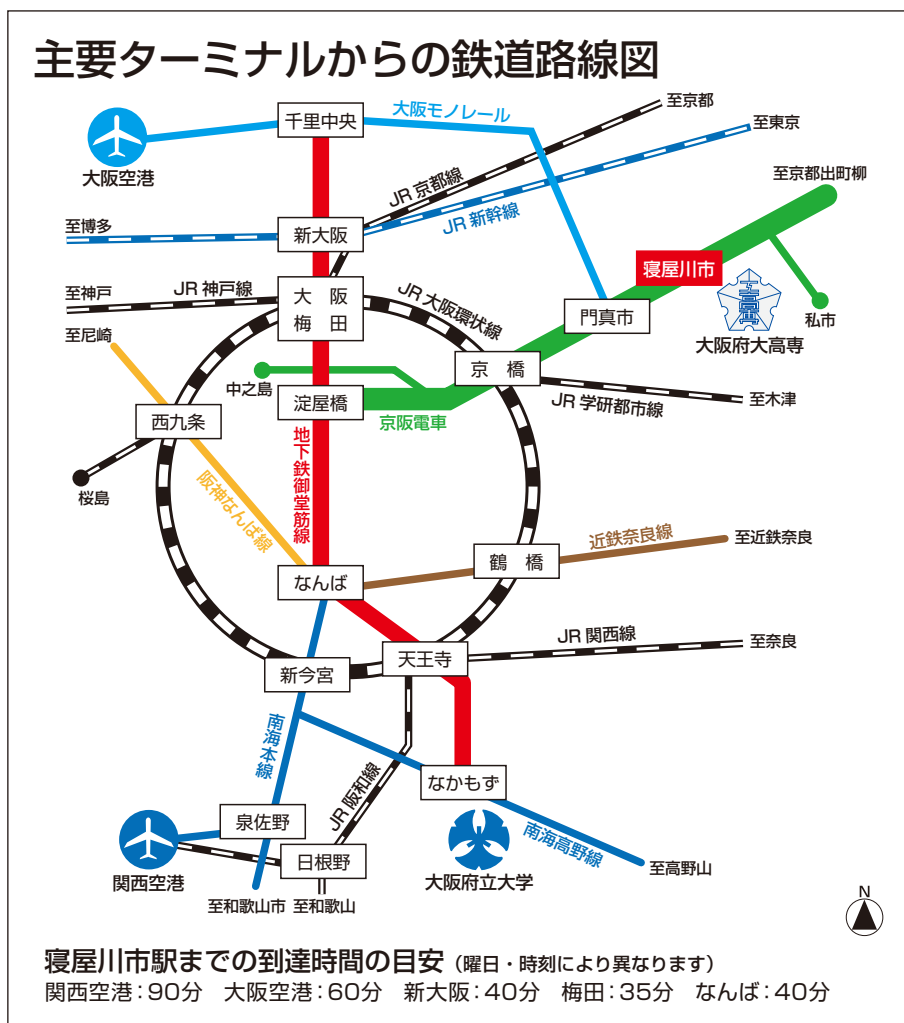 主要ターミナルからの鉄道路線図
千里中央
大阪モノレール
至京都
至東京
大阪空港
JR 京都線
至京都出町柳
至博多
新大阪
JR 新幹線
寝屋川市
至神戸
JR 神戸線
大 阪
梅 田
JR 大阪環状線
門真市
高専
私市
大阪府大高専
至尼崎
中之島
京 橋
淀屋橋
京阪電車
JR 学研都市線
至木津
西九条
桜島
阪神なんば線
地下鉄御堂筋線
近鉄奈良線
至近鉄奈良
鶴 橋
なんば
JR 関西線
至奈良
天王寺
新今宮
南海本線
JR 阪和線
なかもず
泉佐野
日根野
関西空港
大阪府立大学
南海高野線
至高野山
至和歌山市
至和歌山
N
寝屋川市駅までの到達時間の目安（曜日・時刻により異なります）
関西空港：90分 大阪空港：60分 新大阪：40分 梅田：35分 なんば：40分